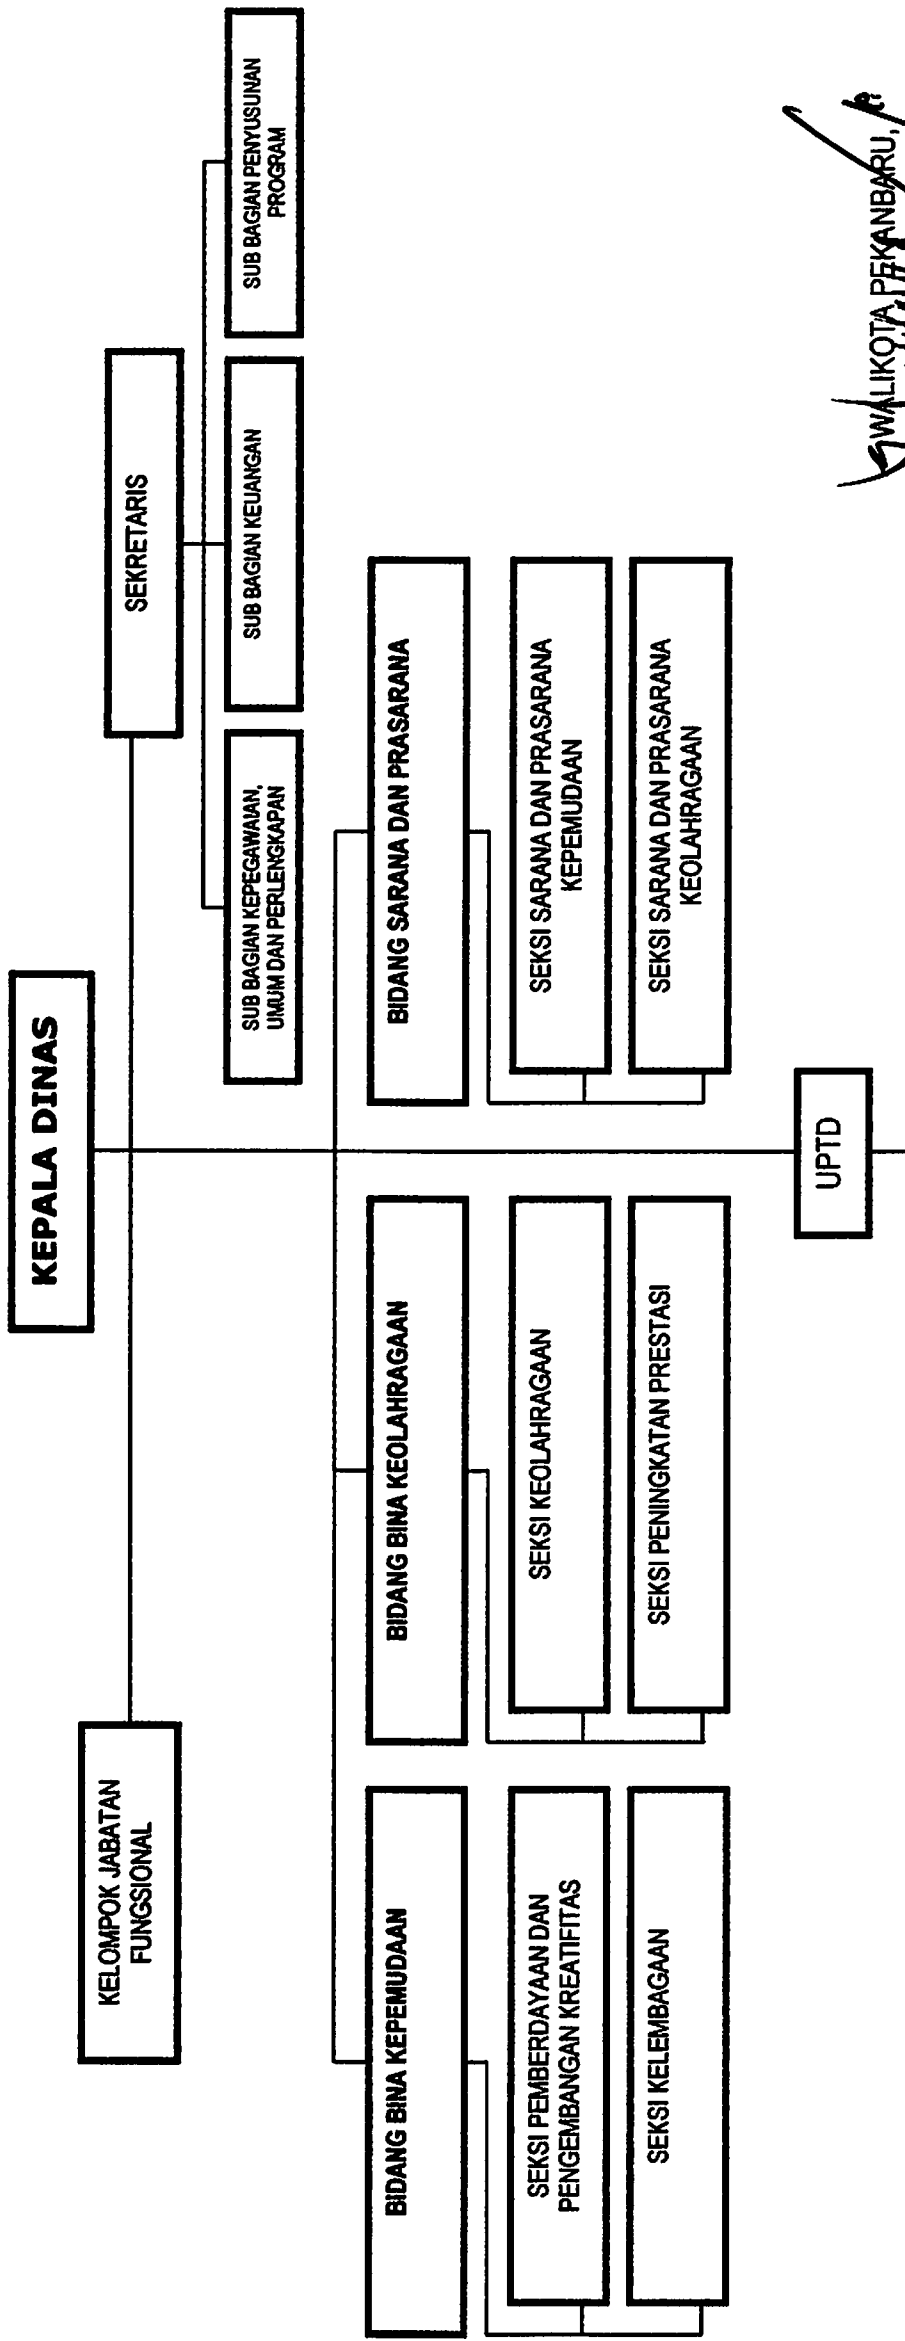 KEPALA DINAS
KELOMPOK JABATAN
FUNGSIONAL
SEKRETARIS
SUB BAGIAN KEPEGAWAIAN,
UMUM DAN PERLENGKAPAN
SUB BAGIAN KEUANGAN
SUB BAGIAN PENYUSUNAN
PROGRAM
BIDANG BINA KEPEMUDAAN
BIDANG BINA KEOLAHRAGAAN
BIDANG SARANA DAN PRASARANA
SEKSI PEMBERDAYAAN DAN
PENGEMBANGAN KREATIFITAS
SEKSI KEOLAHRAGAAN
SEKSI SARANA DAN PRASARANA
KEPEMUDAAN
SEKSI KELEMBAGAAN
SEKSI PENINGKATAN PRESTASI
SEKSI SARANA DAN PRASARANA
KEOLAHRAGAAN
UPTD
WALIKOTA PEKANBARU,